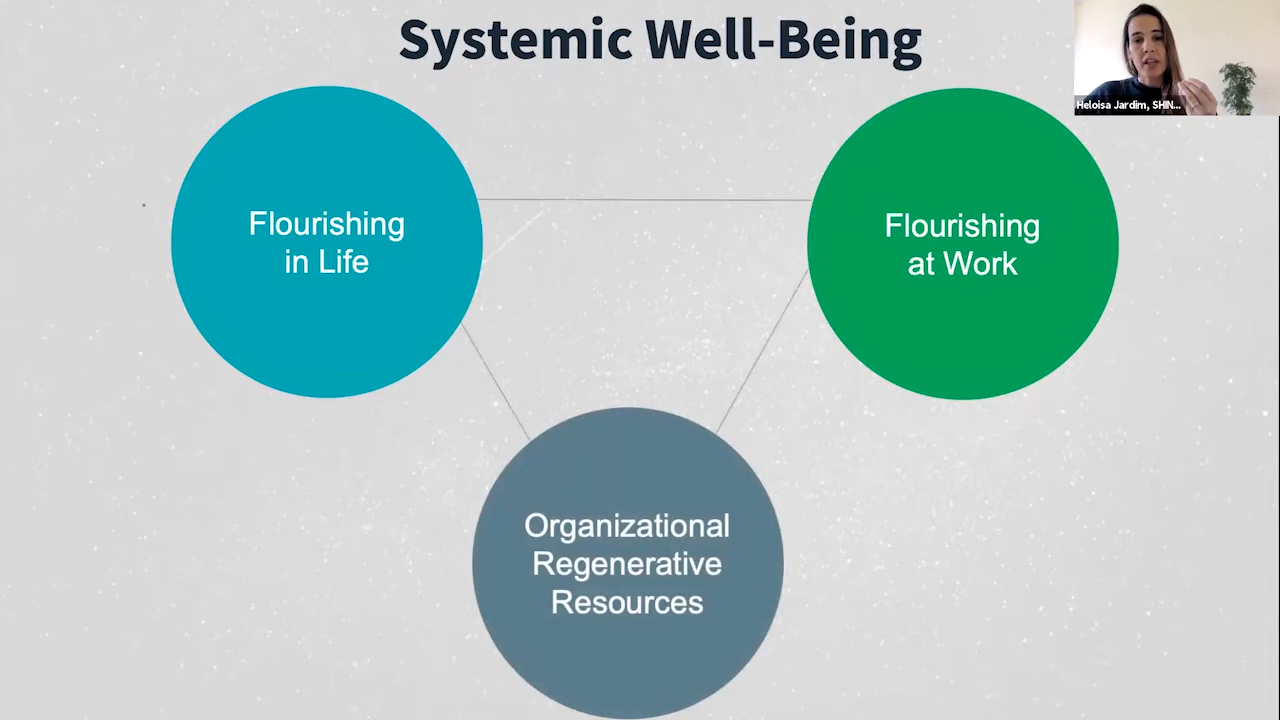 Systemic Well-Being
Heloisa Jardim, SHIN...
Flourishing
in Life
Flourishing
at Work
Organizational
Regenerative
Resources